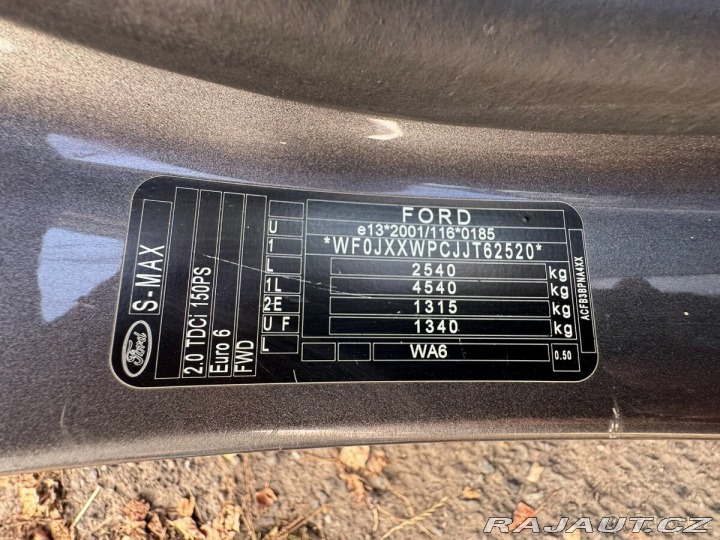 FORD
e13*2001/116*0185
*WF0JXXWPCJJT62520*
2540 kg
4540 kg
1315 kg
1340 kg
WA6
0.50
U
1
L
1L
2E
U F
L
Ford
S-MAX
2.0 TDCi 150PS
Euro 6
FWD
ACFB3BPNA4XX
RAJAUT.CZ